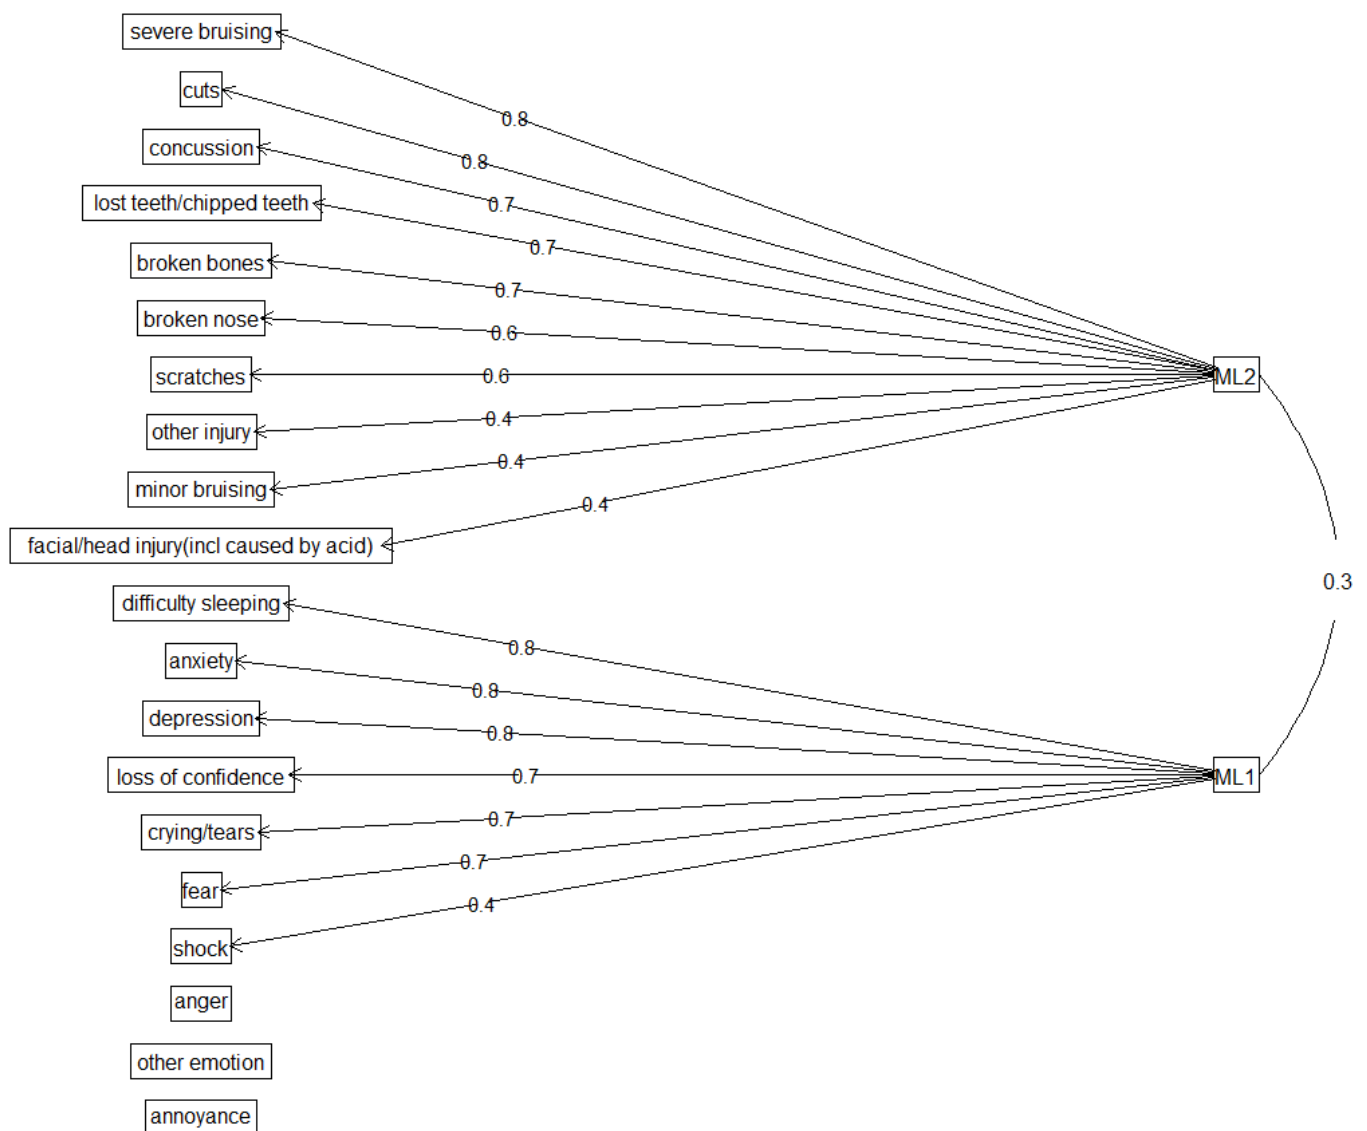 severe bruising
0.8
cuts
0.8
concussion
0.7
lost teeth/chipped teeth
0.7
broken bones
0.7
broken nose
0.6
scratches
0.6
ML2
other injury
0.4
minor bruising
0.4
facial/head injury(incl caused by acid)
0.4
0.3
difficulty sleeping
0.8
anxiety
0.8
depression
0.8
loss of confidence
0.7
ML1
crying/tears
0.7
fear
0.7
shock
0.4
anger
other emotion
annoyance